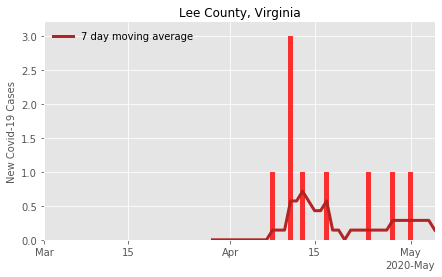 Lee County, Virginia
7 day moving average
New Covid-19 Cases
3.0
2.5
2.0
1.5
1.0
0.5
0.0
Mar 15 Apr 15 May
2020-May